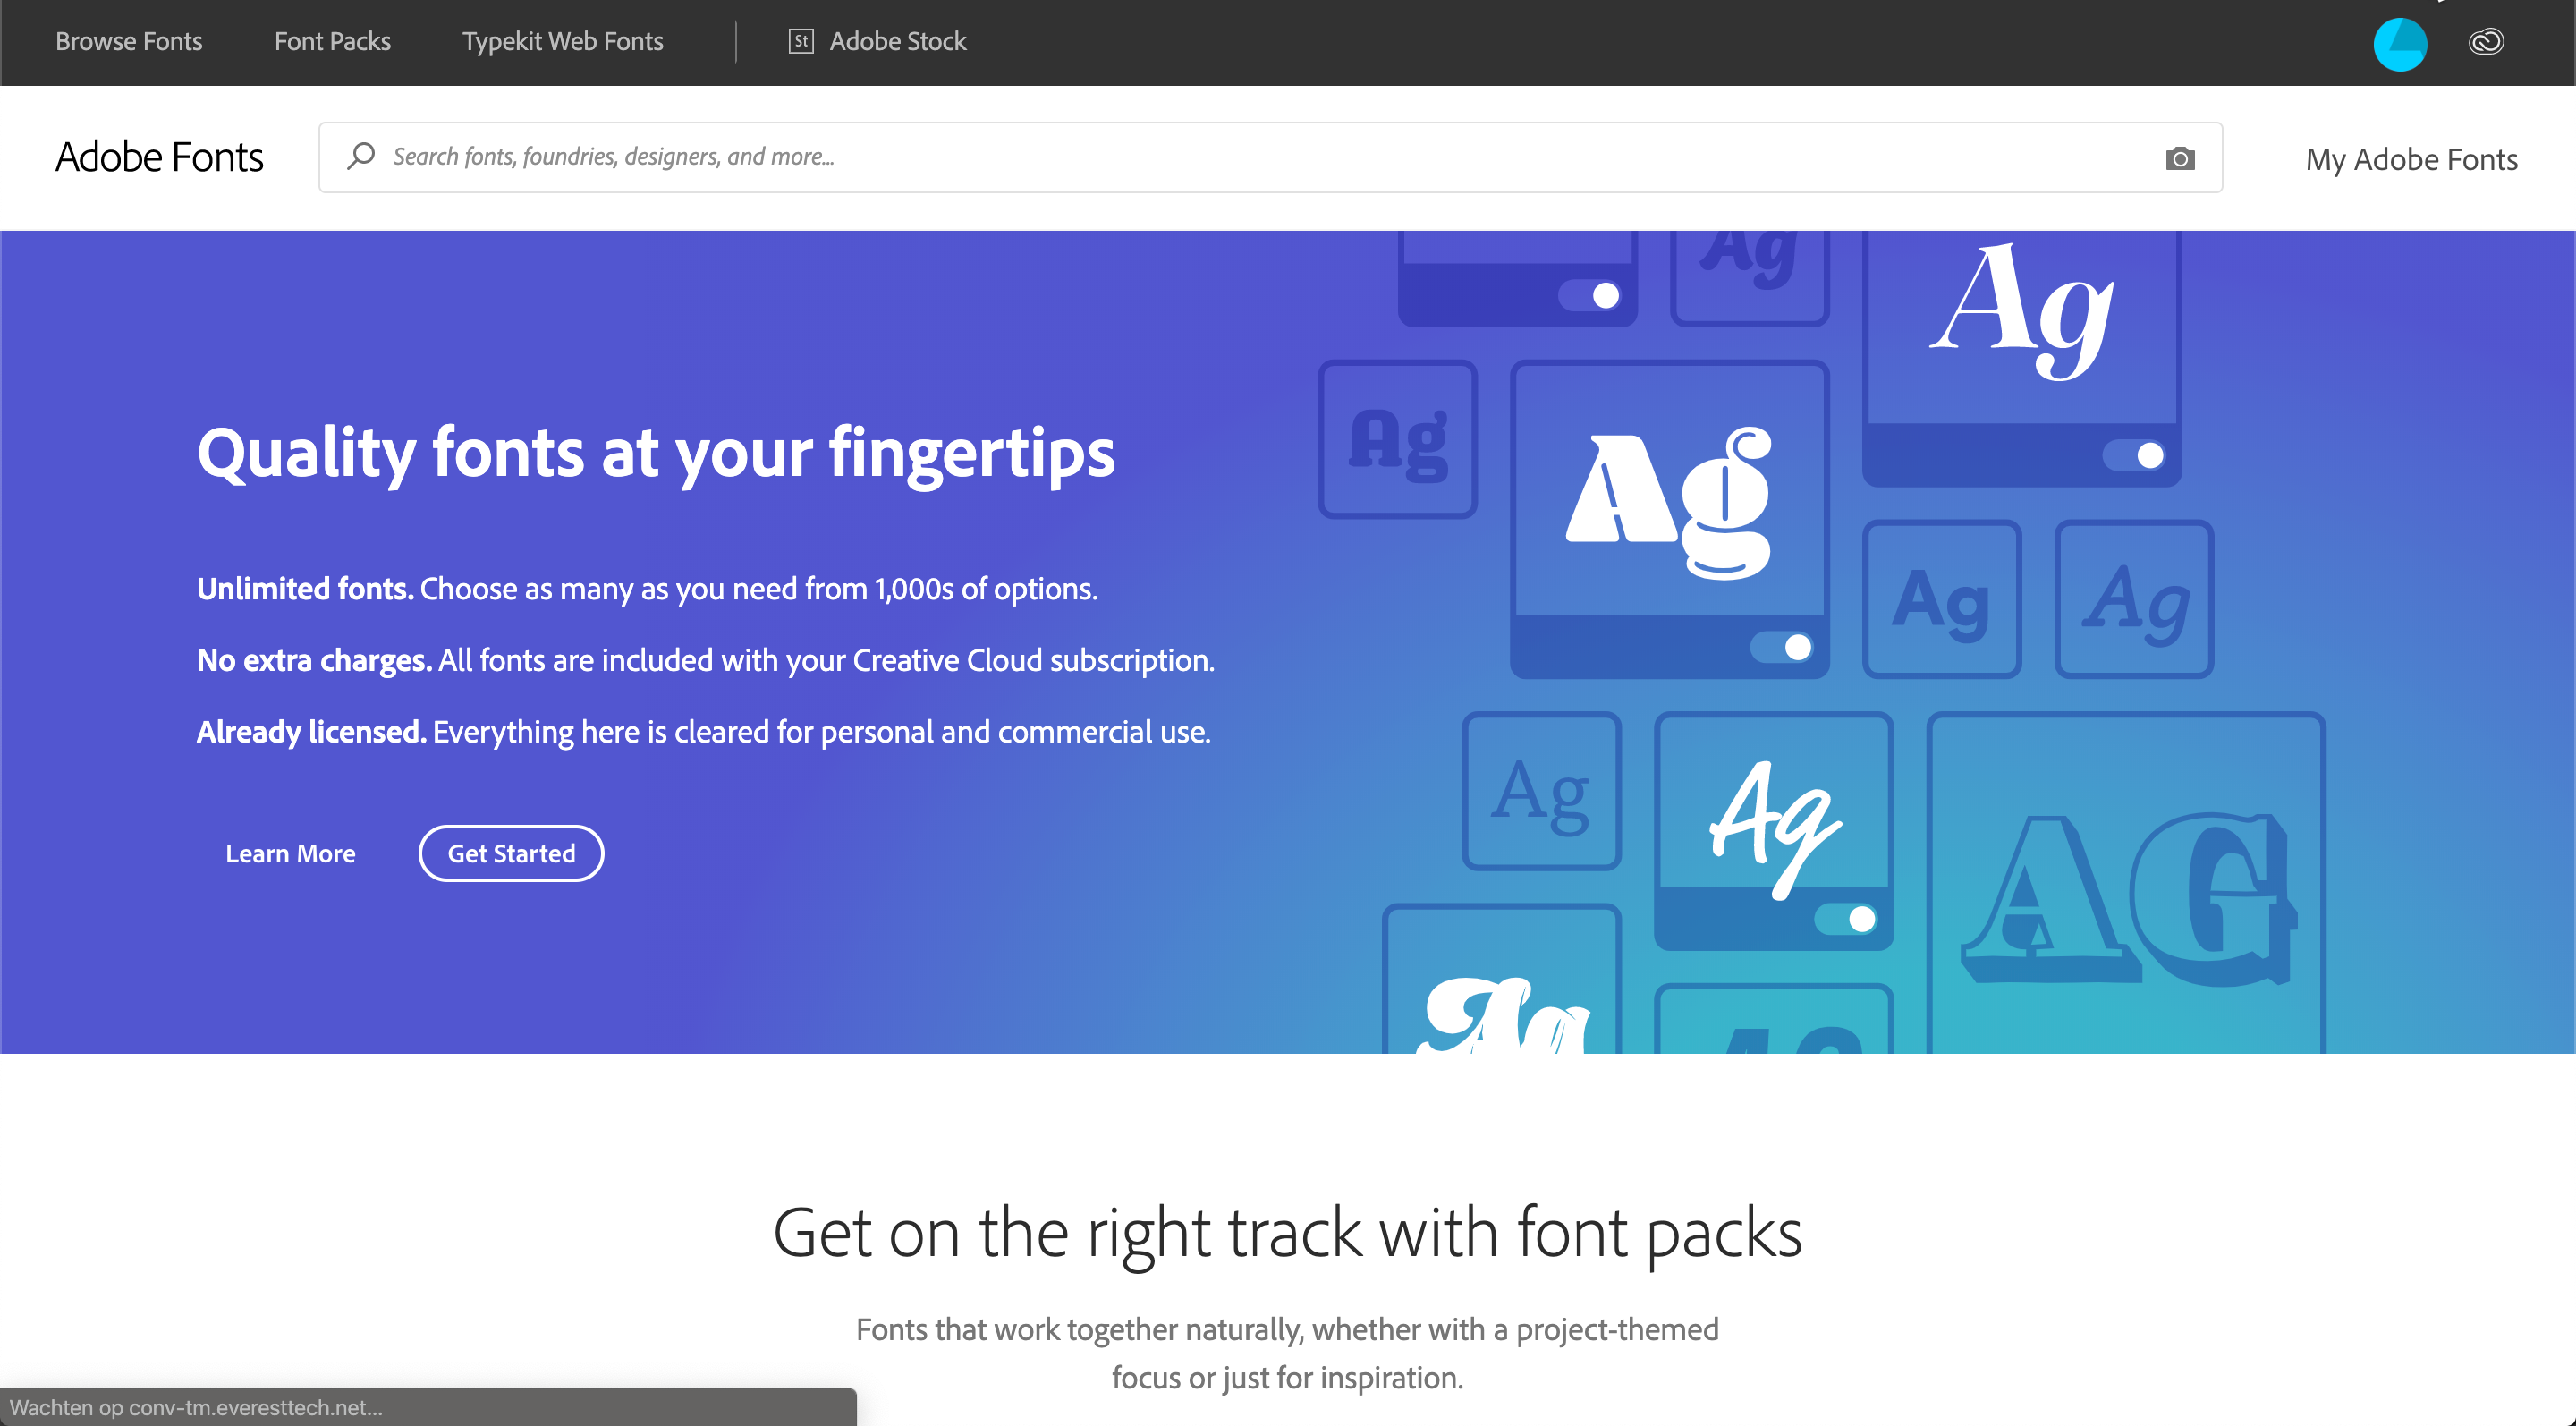 Browse Fonts
Font Packs
Typekit Web Fonts
St Adobe Stock
Adobe Fonts
Search fonts, foundries, designers, and more...
My Adobe Fonts
Quality fonts at your fingertips
Unlimited fonts. Choose as many as you need from 1,000s of options.
No extra charges. All fonts are included with your Creative Cloud subscription.
Already licensed. Everything here is cleared for personal and commercial use.
Learn More
Get Started
Ag
Ag
Ag
Ag
Ag
Ag
Ag
Ag
AG
Ag
AG
Get on the right track with font packs
Fonts that work together naturally, whether with a project-themed
focus or just for inspiration.
Wachten op conv-tm.everesttech.net...